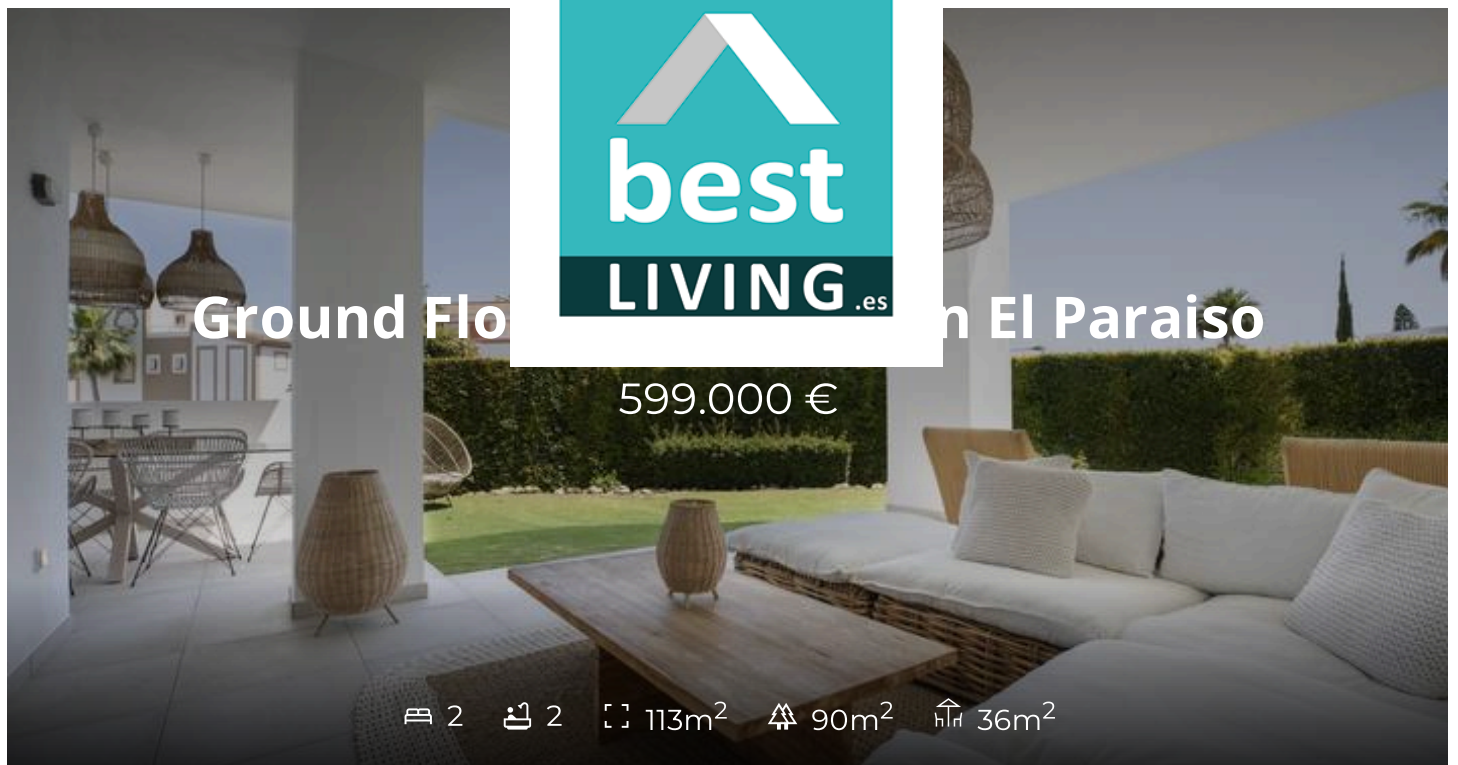 best
LIVING.es
Ground Flo n El Paraiso
599.000 €
2 2 113m² 90m² 36m²